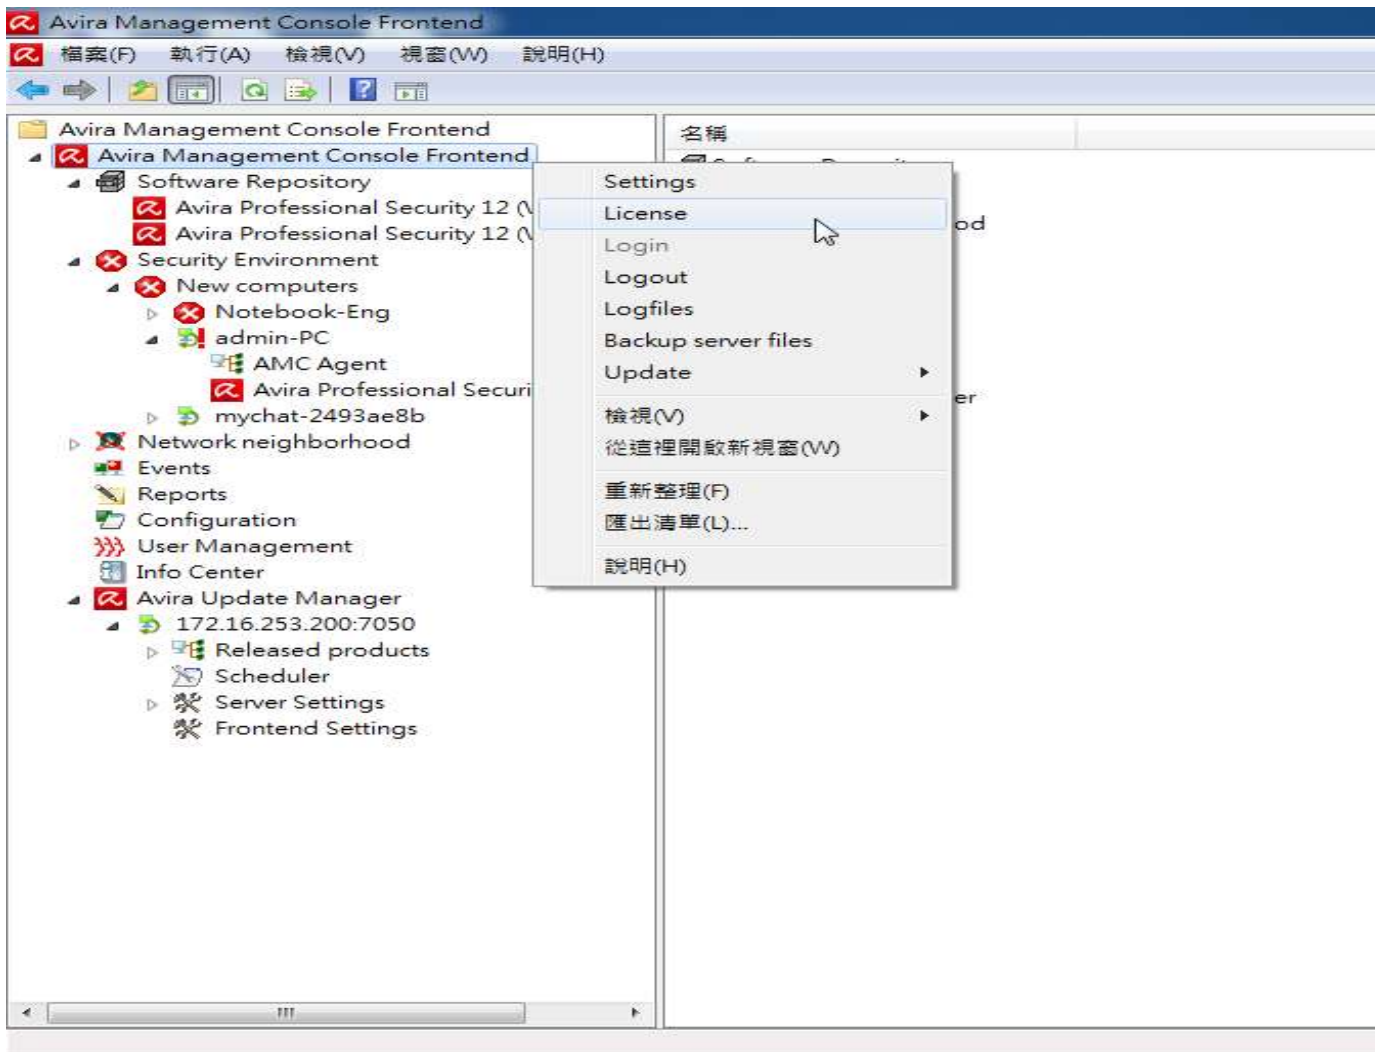 Avira Management Console Frontend
檔案(F) 執行(A) 檢視(V) 視窗(W) 說明(H)
Avira Management Console Frontend
名稱
Avira Management Console Frontend
Software Repository
Avira Professional Security 12
Avira Professional Security 12
Security Environment
New computers
Notebook-Eng
admin-PC
AMC Agent
Avira Professional Securi
mychat-2493ae8b
Network neighborhood
Events
Reports
Configuration
User Management
Info Center
Avira Update Manager
172.16.253.200:7050
Released products
Scheduler
Server Settings
Frontend Settings
Settings
License
od
Login
Logout
Logfiles
Backup server files
Update
er
檢視(V)
從這裡開啟新視窗(W)
重新整理(F)
匯出清單(L)...
說明(H)